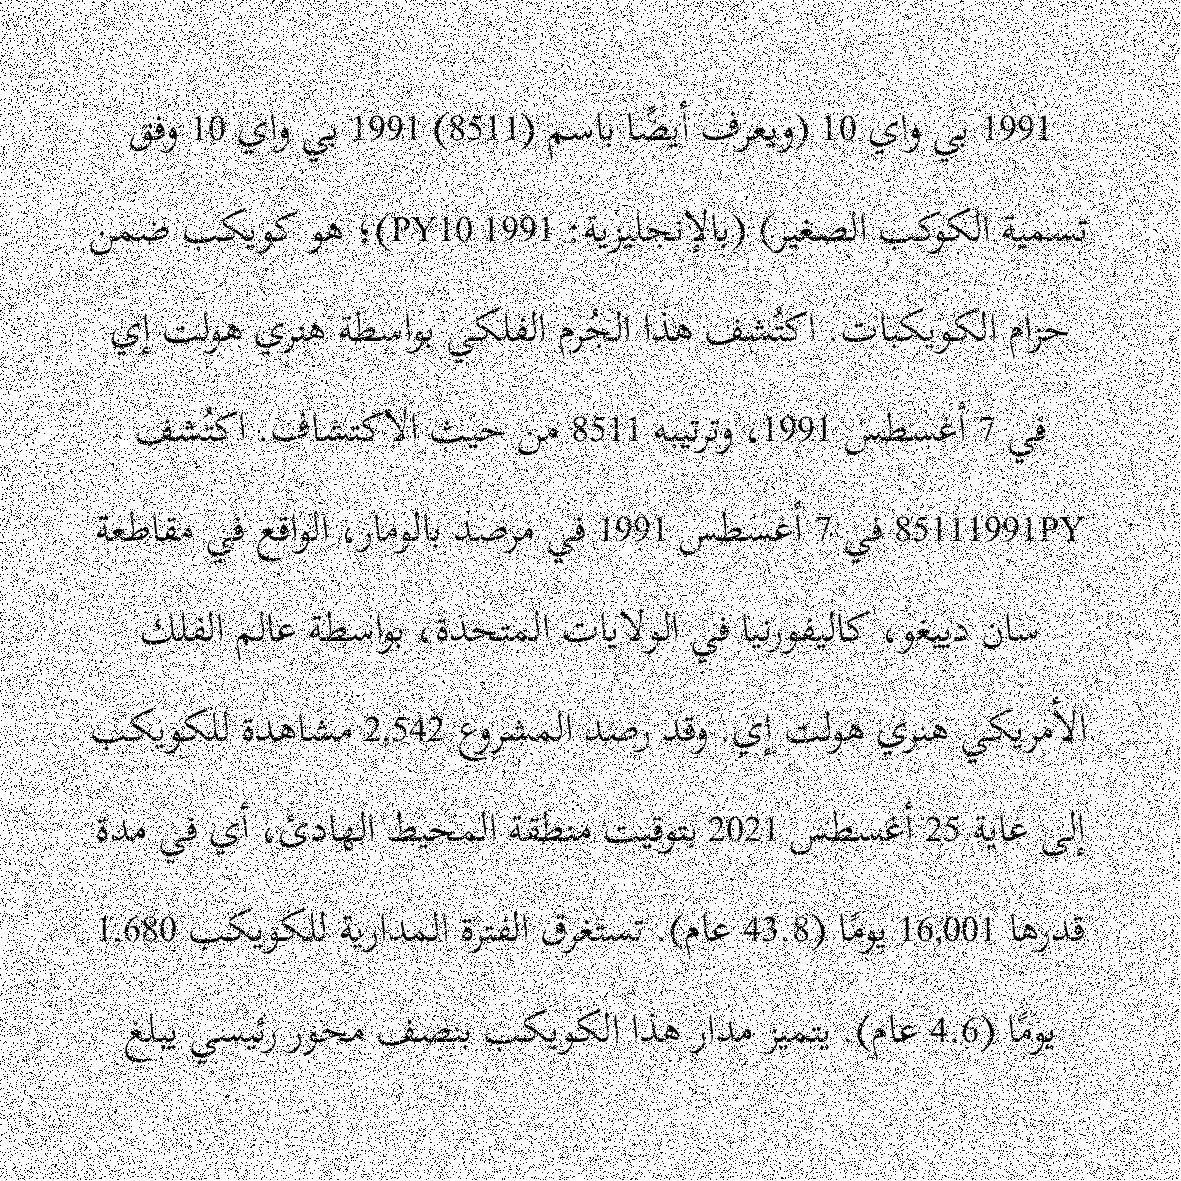 1991 بي واي 10 (ويعرف أيضًا باسم (8511) 1991 بي واي 10 وفق
تسمية الكوكب الصغير) (بالإنجليزية: 1991 PY10)؛ هو كويكب ضمن
حزام الكويكبات. اكتُشف هذا الجُرم الفلكي بواسطة هنري هولت إي
في 7 أغسطس 1991، وترتيبه 8511 من حيث الاكتشاف. اكتُشف
85111991PY في 7 أغسطس 1991 في مرصد بالومار، الواقع في مقاطعة
سان دييغو، كاليفورنيا في الولايات المتحدة، بواسطة عالم الفلك
الأمريكي هنري هولت إي. وقد رصد المشروع 2.542 مشاهدة للكويكب
إلى غاية 25 أغسطس 2021 بتوقيت منطقة المحيط الهادئ، أي في مدة
قدرها 16,001 يومًا (43.8 عام). تستغرق الفترة المدارية للكويكب 1.680
يومًا (4.6 عام). يتميز مدار هذا الكويكب بنصف محور رئيسي يبلغ